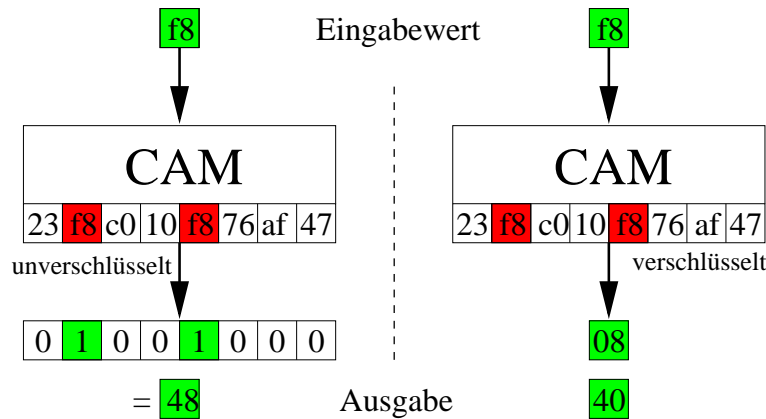 f8 Eingabewert f8
CAM CAM
23 f8 c0 10 f8 76 af 47 23 f8 c0 10 f8 76 af 47
unverschlüsselt verschlüsselt
0 1 0 0 1 0 0 0 08
= 48 Ausgabe 40